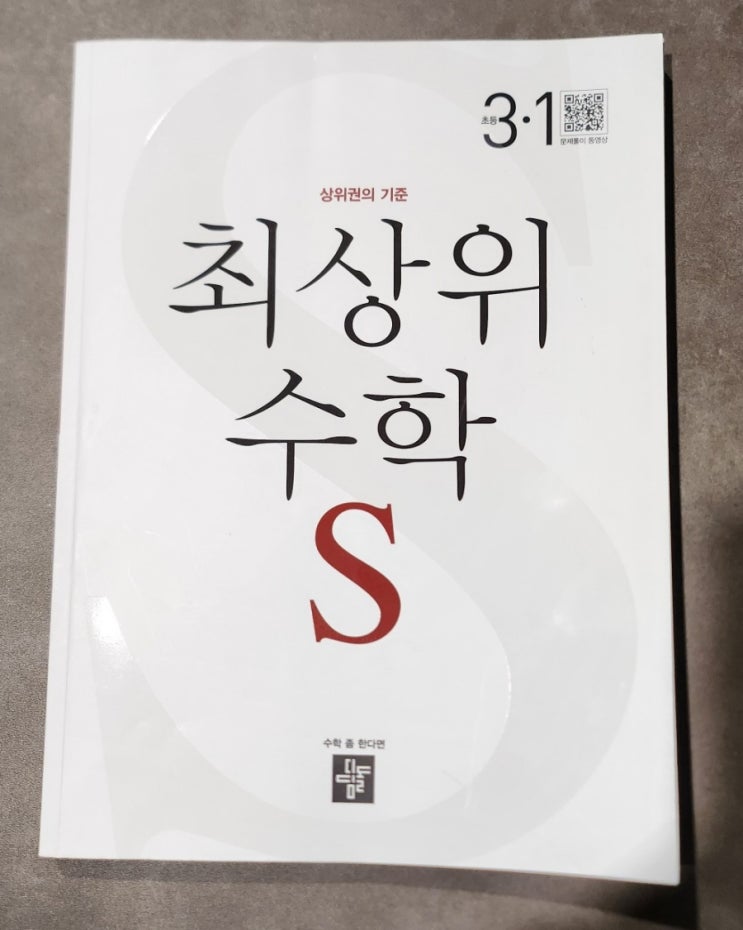 초등 3·1
문제풀이 동영상
상위권의 기준
최상위
수학
S
수학 좀 한다면
디딤돌